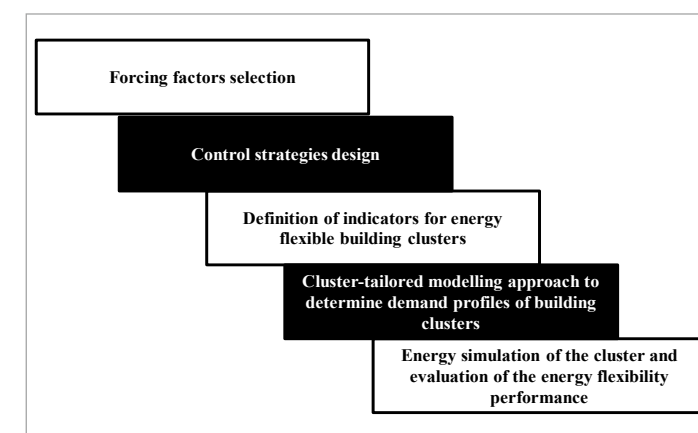 Forcing factors selection
Control strategies design
Definition of indicators for energy
flexible building clusters
Cluster-tailored modelling approach to
determine demand profiles of building
clusters
Energy simulation of the cluster and
evaluation of the energy flexibility
performance